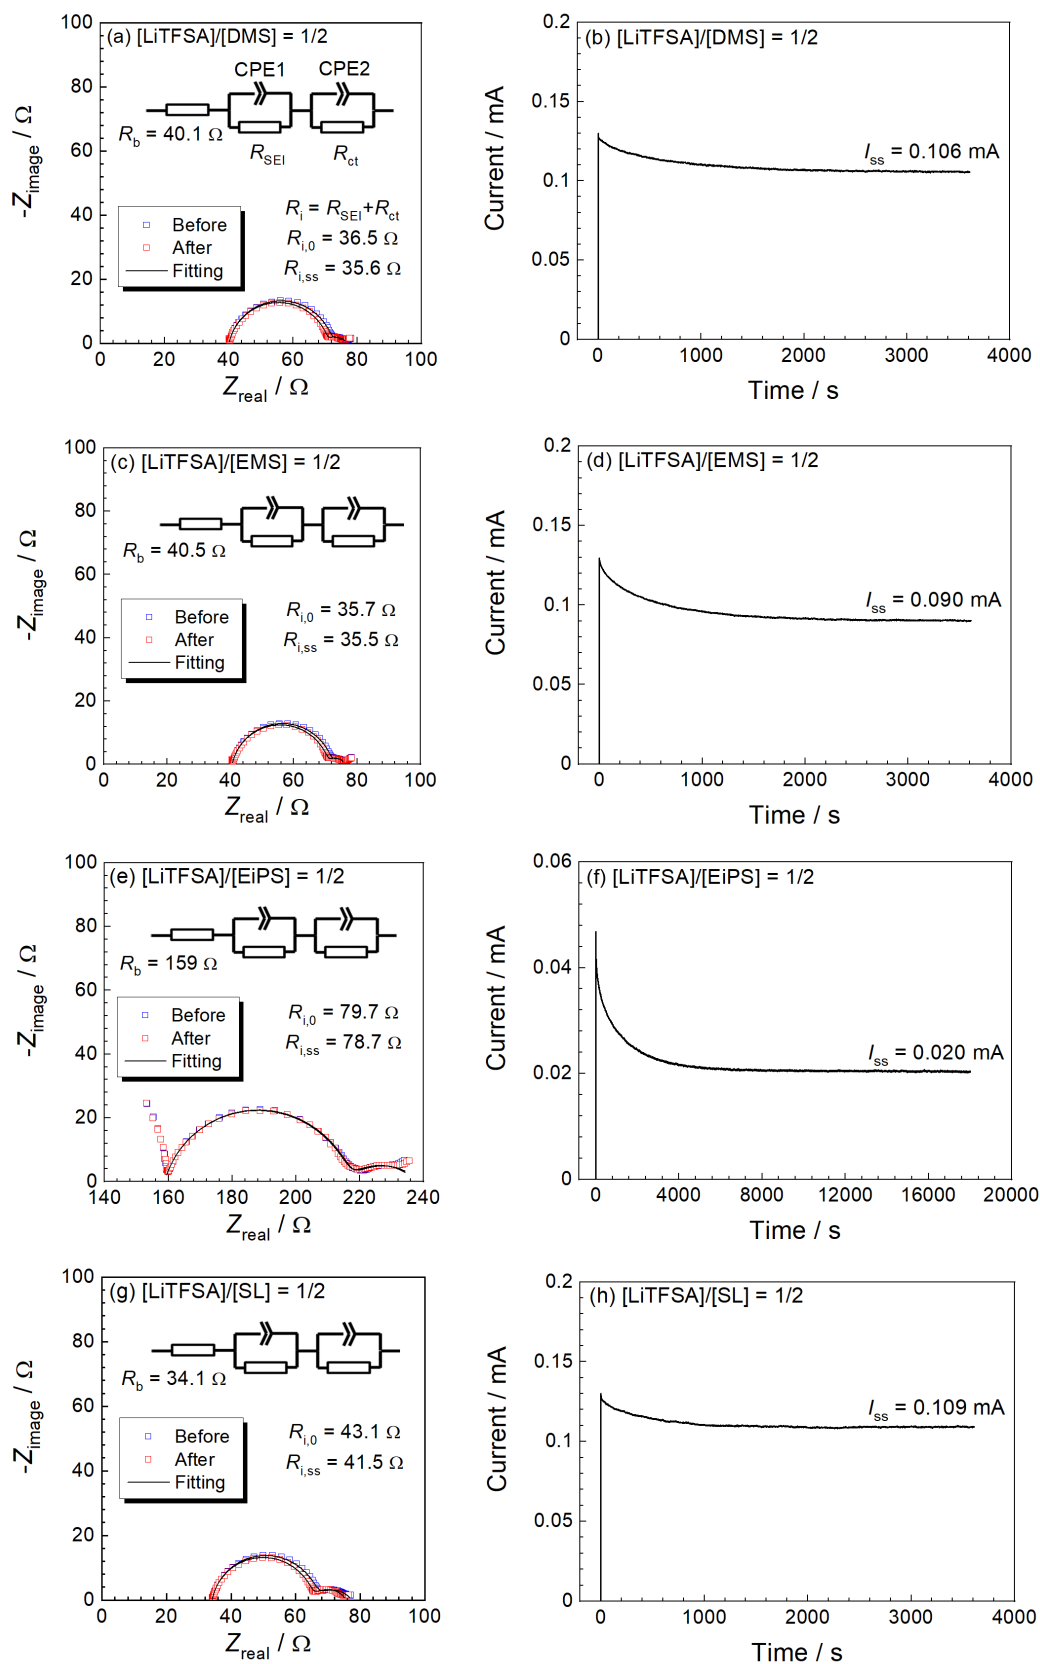 (a) [LiTFSA]/[DMS] = 1/2
CPE1 CPE2
Rb = 40.1 Ω
RSEI Rct
Ri = RSEI+Rct
Ri,0 = 36.5 Ω
Ri,ss = 35.6 Ω
Before
After
Fitting
-Zimage / Ω
100
80
60
40
20
0
0 20 40 60 80 100
Zreal / Ω
(b) [LiTFSA]/[DMS] = 1/2
Iss = 0.106 mA
Current / mA
0.2
0.15
0.1
0.05
0
0 1000 2000 3000 4000
Time / s
(c) [LiTFSA]/[EMS] = 1/2
Rb = 40.5 Ω
Ri,0 = 35.7 Ω
Ri,ss = 35.5 Ω
Before
After
Fitting
-Zimage / Ω
100
80
60
40
20
0
0 20 40 60 80 100
Zreal / Ω
(d) [LiTFSA]/[EMS] = 1/2
Iss = 0.090 mA
Current / mA
0.2
0.15
0.1
0.05
0
0 1000 2000 3000 4000
Time / s
(e) [LiTFSA]/[EiPS] = 1/2
Rb = 159 Ω
Ri,0 = 79.7 Ω
Ri,ss = 78.7 Ω
Before
After
Fitting
-Zimage / Ω
100
80
60
40
20
0
140 160 180 200 220 240
Zreal / Ω
(f) [LiTFSA]/[EiPS] = 1/2
Iss = 0.020 mA
Current / mA
0.06
0.04
0.02
0
0 4000 8000 12000 16000 20000
Time / s
(g) [LiTFSA]/[SL] = 1/2
Rb = 34.1 Ω
Ri,0 = 43.1 Ω
Ri,ss = 41.5 Ω
Before
After
Fitting
-Zimage / Ω
100
80
60
40
20
0
0 20 40 60 80 100
Zreal / Ω
(h) [LiTFSA]/[SL] = 1/2
Iss = 0.109 mA
Current / mA
0.2
0.15
0.1
0.05
0
0 1000 2000 3000 4000
Time / s